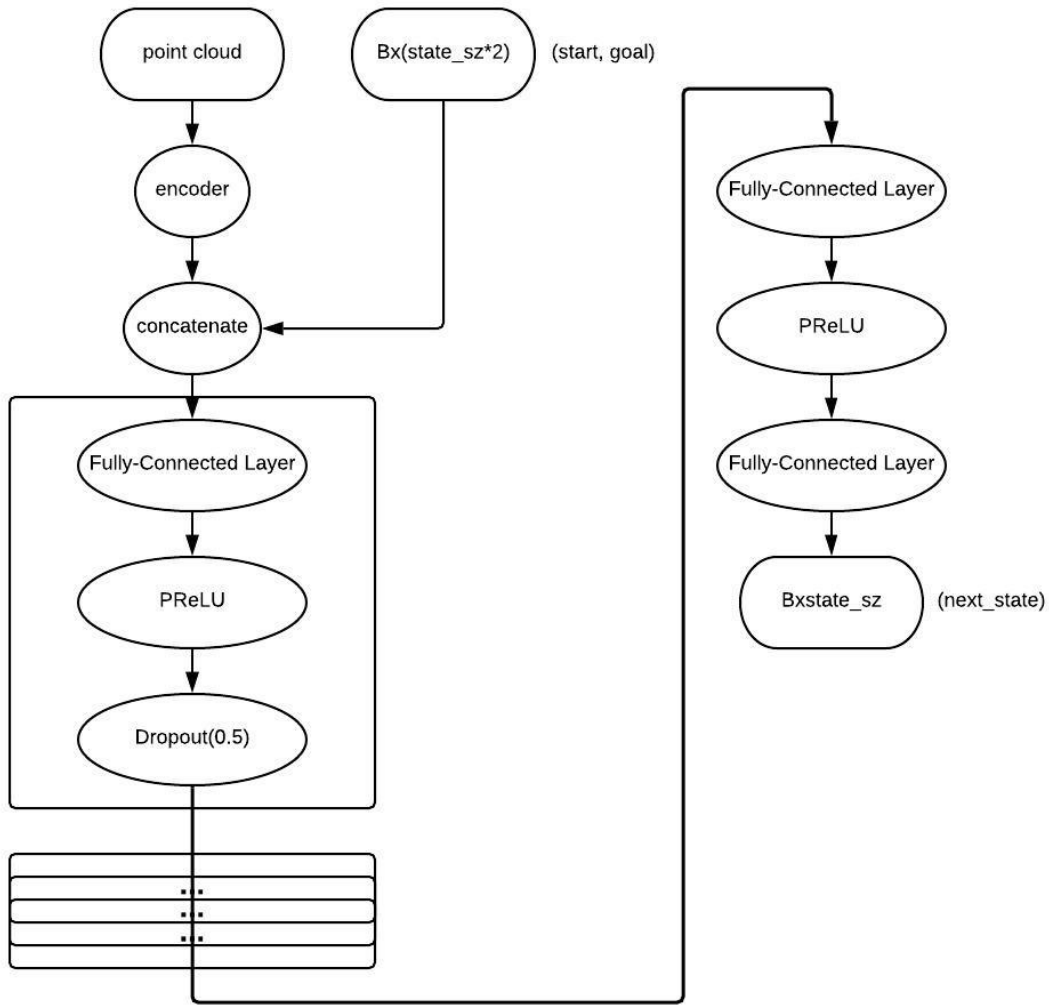 point cloud
Bx(state_sz*2)
(start, goal)
encoder
concatenate
Fully-Connected Layer
PReLU
Dropout(0.5)
...
...
...
Fully-Connected Layer
PReLU
Fully-Connected Layer
Bxstate_sz
(next_state)